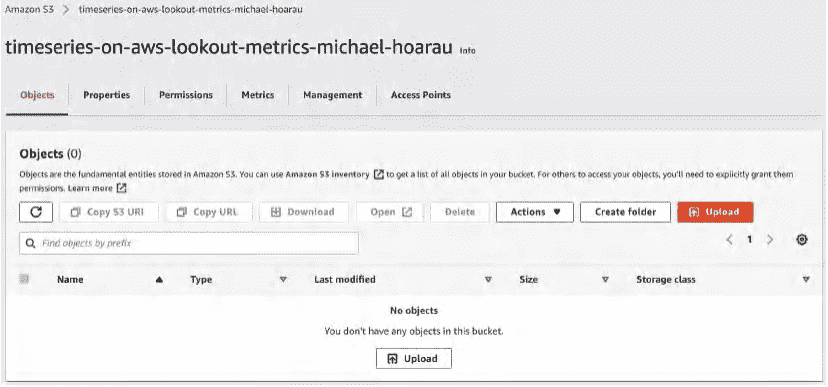 Amazon S3 > timeseries-on-aws-lookout-metrics-michael-hoarau
timeseries-on-aws-lookout-metrics-michael-hoarau Info
Objects Properties Permissions Metrics Management Access Points
Objects (0)
Objects are the fundamental entities stored in Amazon S3. You can use Amazon S3 inventory to get a list of all objects in your bucket. For others to access your objects, you'll need to explicitly grant them
permissions. Learn more
Copy S3 URI Copy URL Download Open Delete Actions Create folder Upload
Find objects by prefix < 1 >
Name Type Last modified Size Storage class
No objects
You don't have any objects in this bucket.
Upload